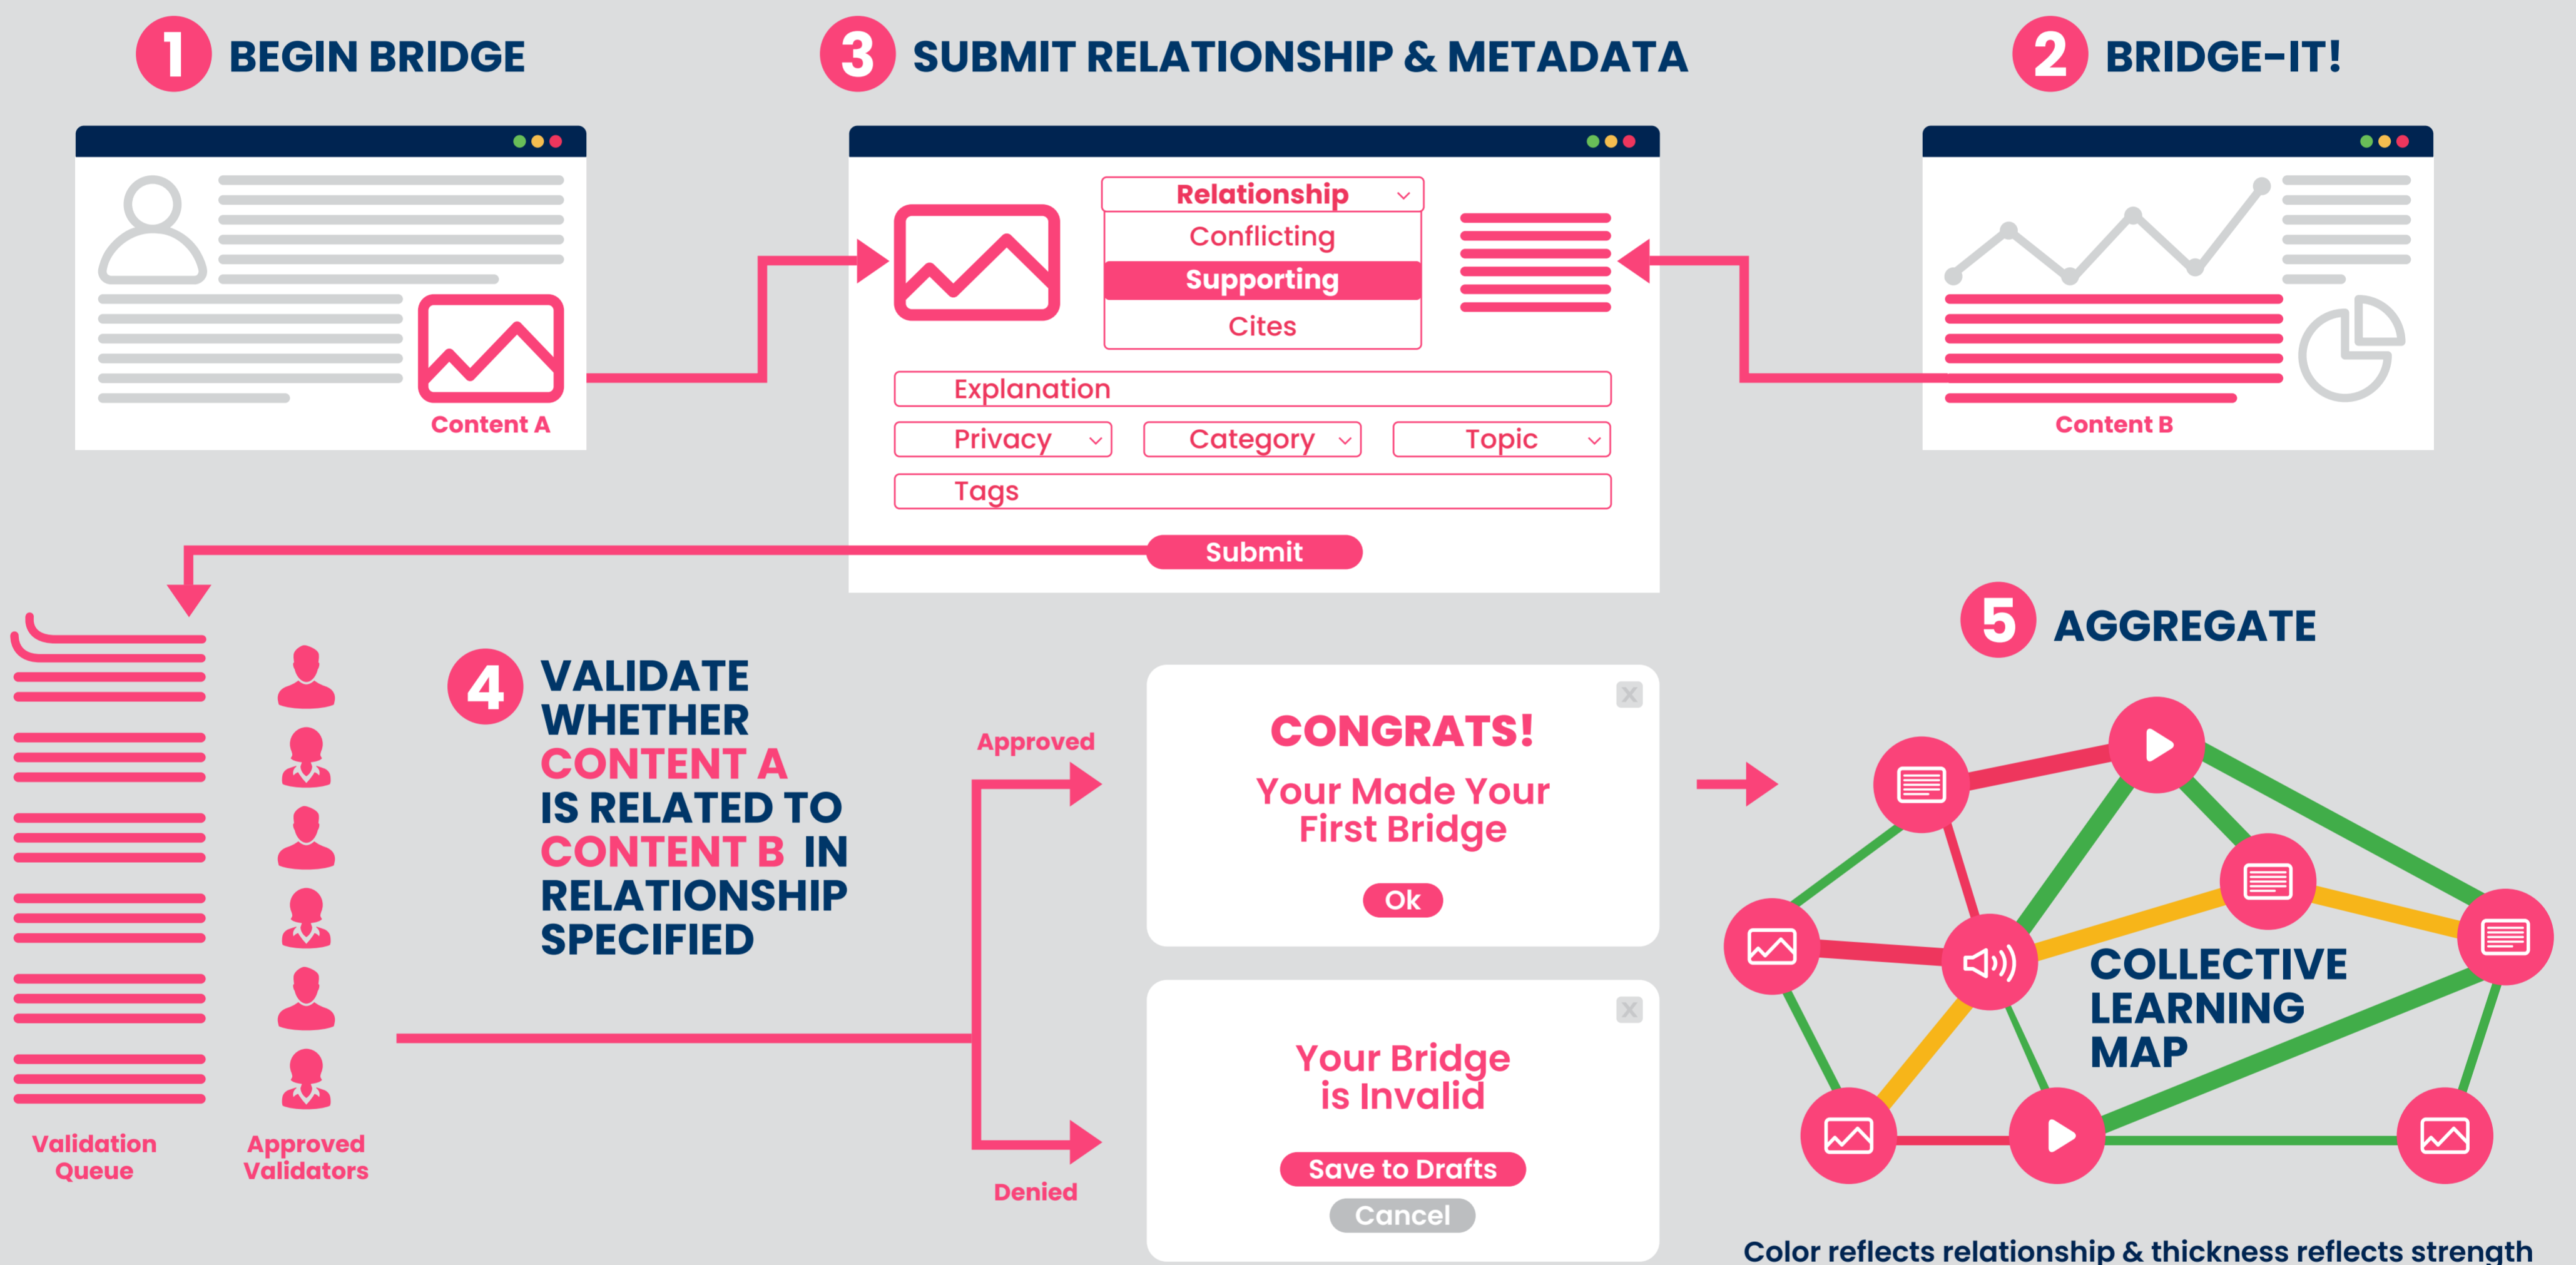 1 BEGIN BRIDGE
Content A
3 SUBMIT RELATIONSHIP & METADATA
Relationship
Conflicting
Supporting
Cites
Explanation
Privacy
Category
Topic
Tags
Submit
2 BRIDGE-IT!
Content B
Validation
Queue
Approved
Validators
4 VALIDATE
WHETHER
CONTENT A
IS RELATED TO
CONTENT B IN
RELATIONSHIP
SPECIFIED
Approved
Denied
X
CONGRATS!
Your Made Your
First Bridge
Ok
X
Your Bridge
is Invalid
Save to Drafts
Cancel
5 AGGREGATE
COLLECTIVE
LEARNING
MAP
Color reflects relationship & thickness reflects strength